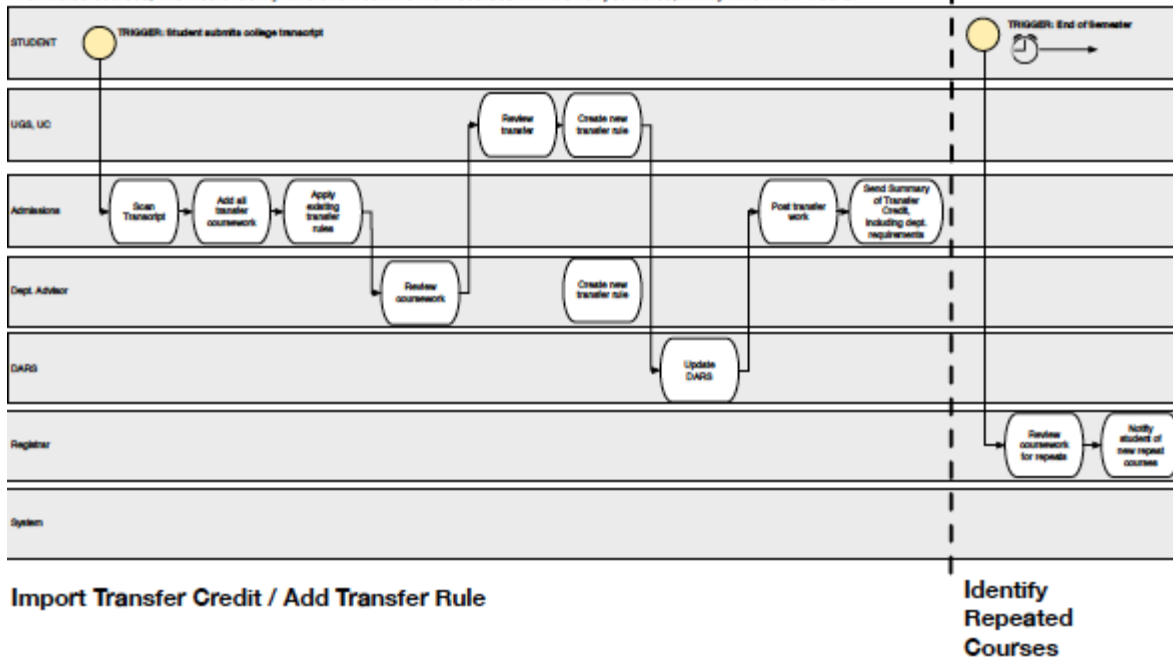 STUDENT
TRIGGER: Student submits college transcript
TRIGGER: End of Semester
UGS, UC
Review
transfer
Create new
transfer rule
Admissions
Scan
Transcript
Add all
transfer
coursework
Apply
existing
transfer
rules
Post transfer
work
Send Summary
of Transfer
Credit,
including dept.
requirements
Dept. Advisor
Review
coursework
Create new
transfer rule
DARS
Update
DARS
Registrar
Review
coursework
for repeats
Notify
student of
new repeat
courses
System
Import Transfer Credit / Add Transfer Rule
Identify
Repeated
Courses